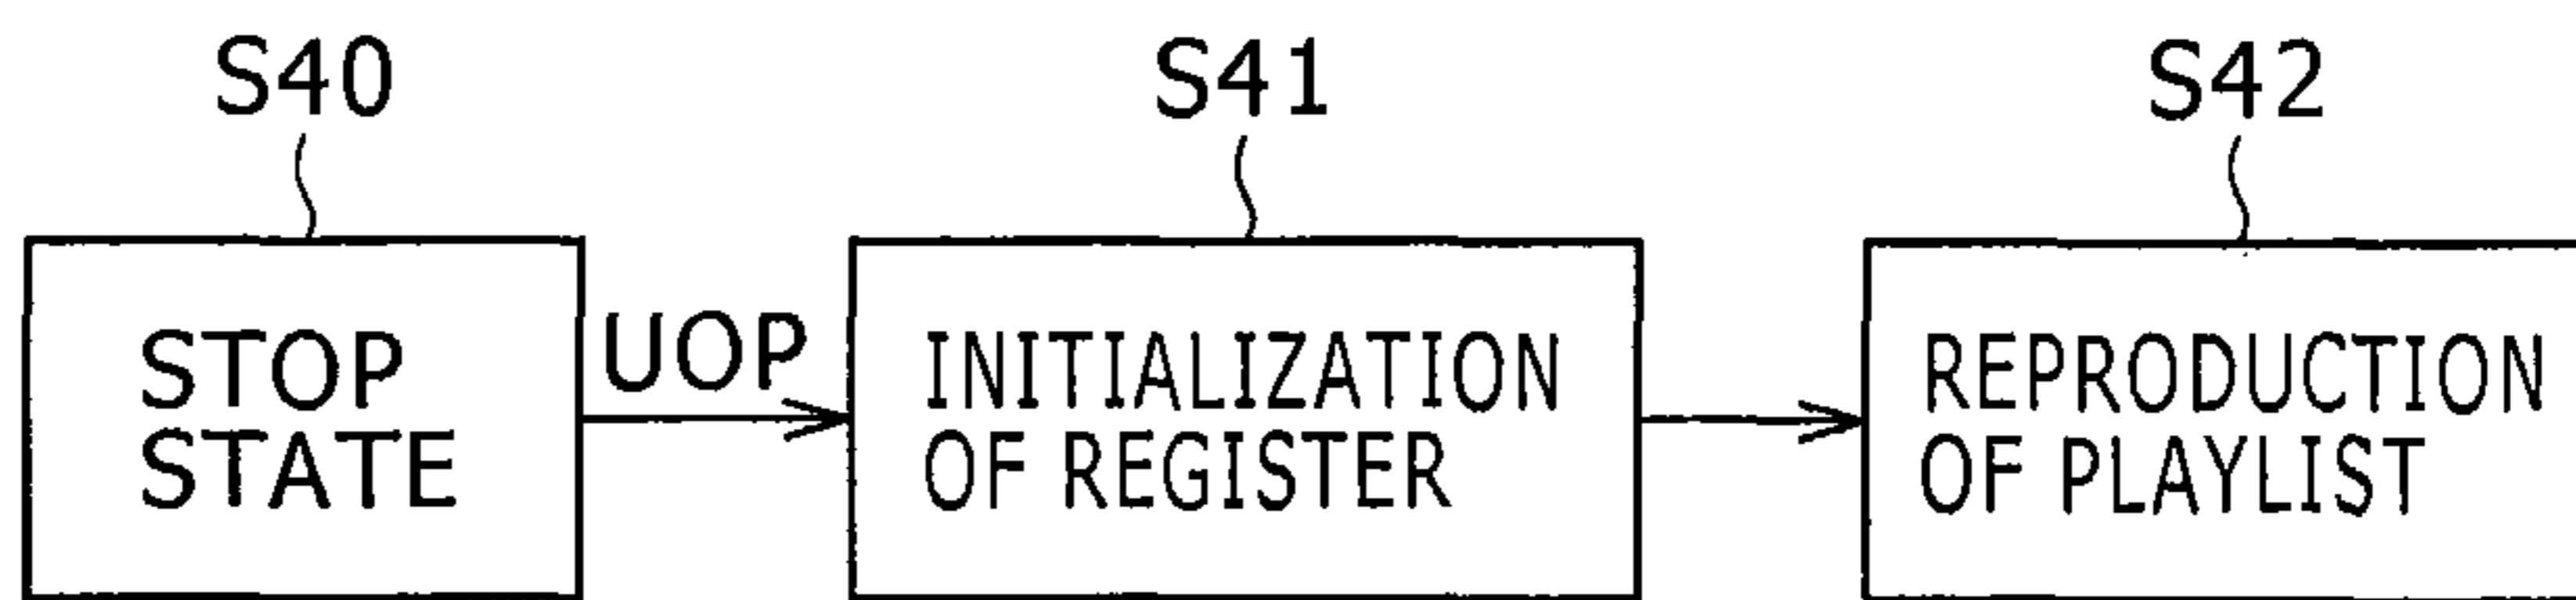 S40
S41
S42
STOP
STATE
UOP
INITIALIZATION
OF REGISTER
REPRODUCTION
OF PLAYLIST